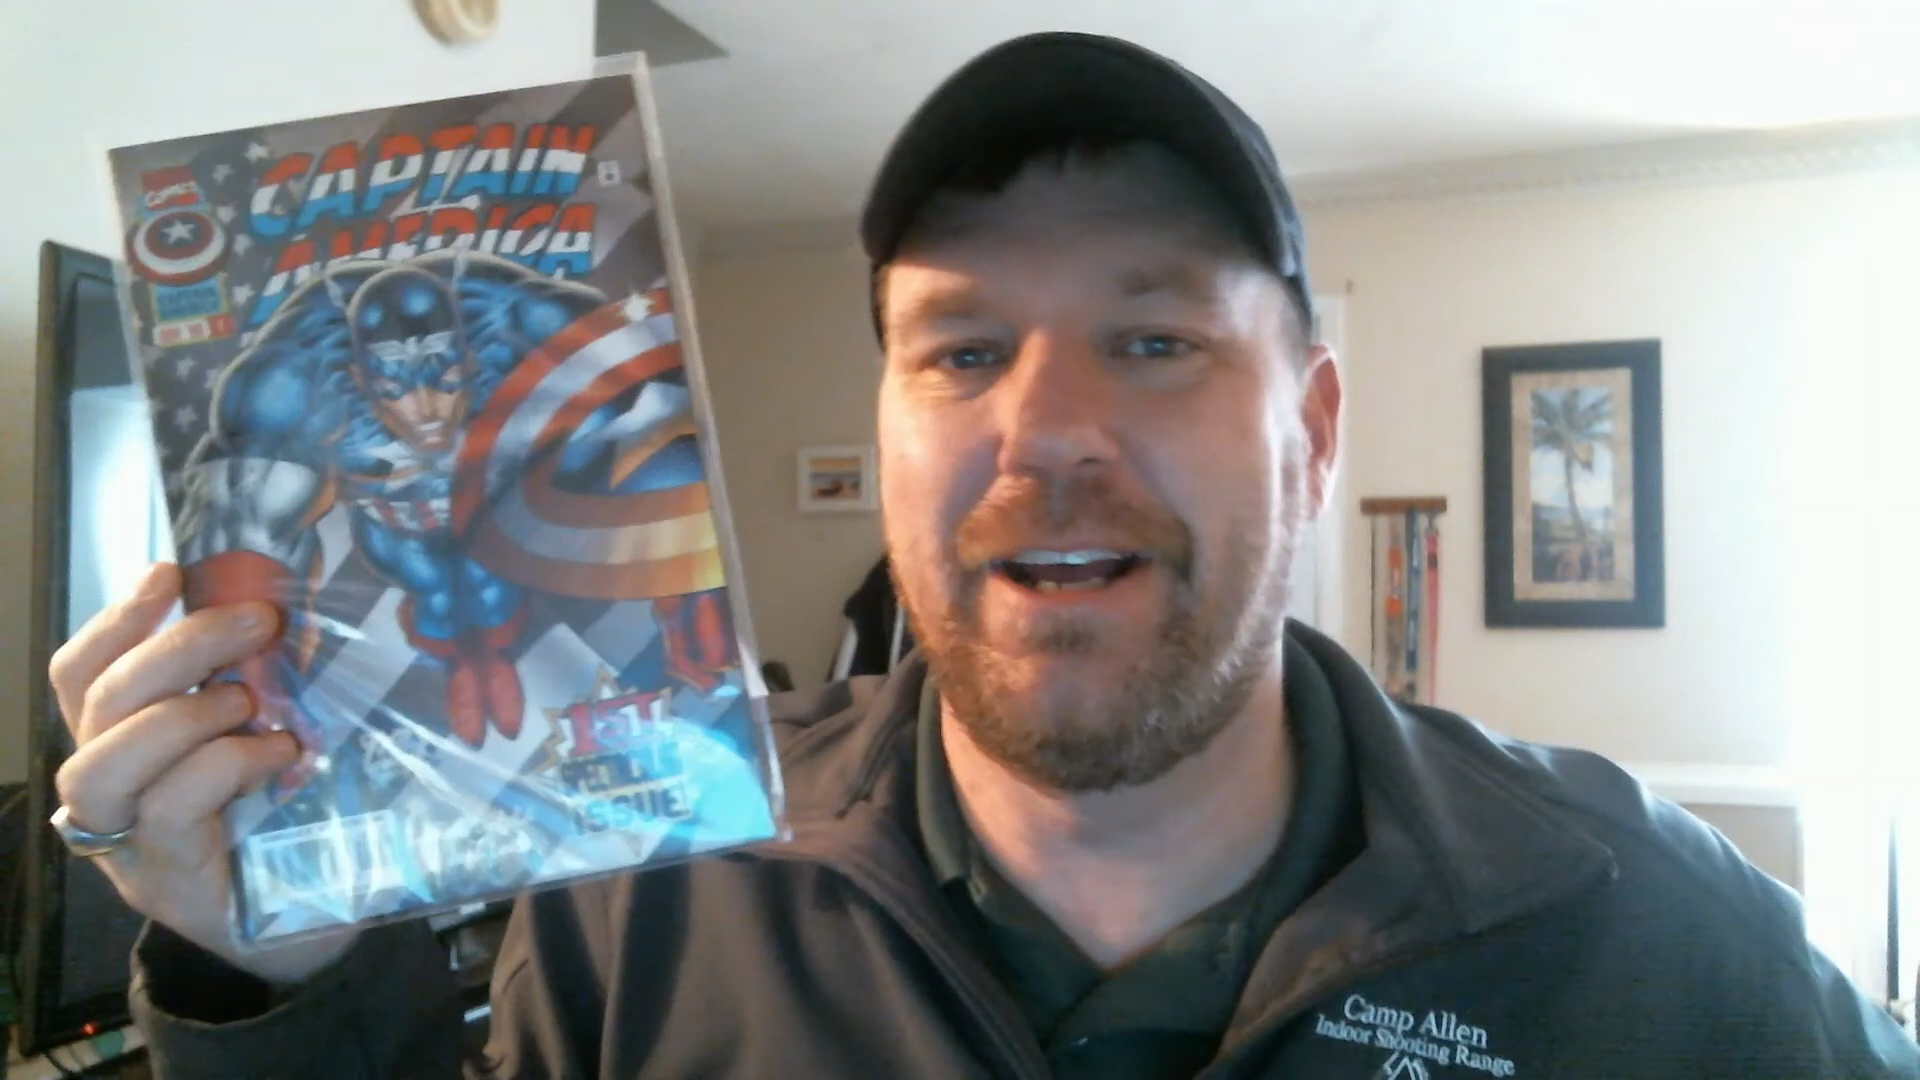 COMICS
CAPTAIN
AMERICA
1ST
ISSUE!
Camp Allen
Indoor Shooting Range